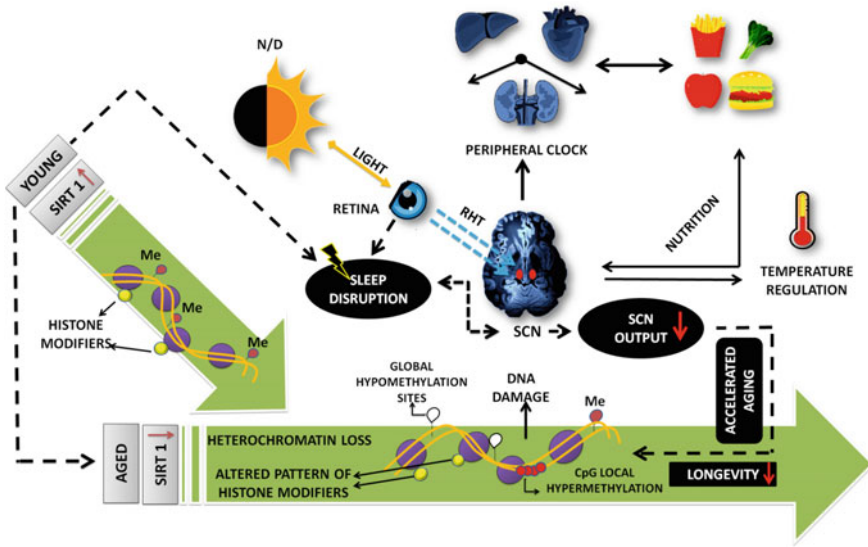 N/D
LIGHT
RETINA
RHT
PERIPHERAL CLOCK
NUTRITION
TEMPERATURE
REGULATION
YOUNG
SIRT 1
Me
Me
Me
HISTONE
MODIFIERS
SLEEP
DISRUPTION
SCN
SCN
OUTPUT
ACCELERATED
AGING
GLOBAL
HYPOMETHYLATION
SITES
DNA
DAMAGE
Me
AGED
SIRT 1
HETEROCHROMATIN LOSS
ALTERED PATTERN OF
HISTONE MODIFIERS
CpG LOCAL
HYPERMETHYLATION
LONGEVITY